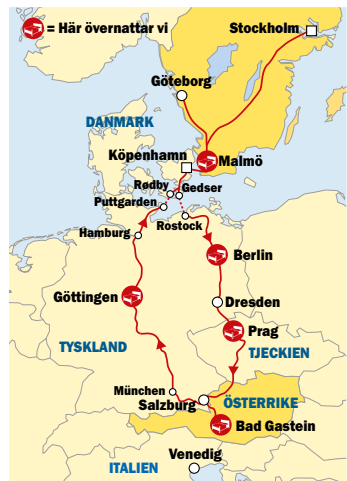 = Här övernattar vi
Stockholm
Göteborg
DANMARK
Köpenhamn
Malmö
Rødby
Gedser
Puttgarden
Rostock
Hamburg
Berlin
Göttingen
Dresden
Prag
TYSKLAND
TJECKIEN
München
Salzburg
ÖSTERRIKE
Bad Gastein
Venedig
ITALIEN